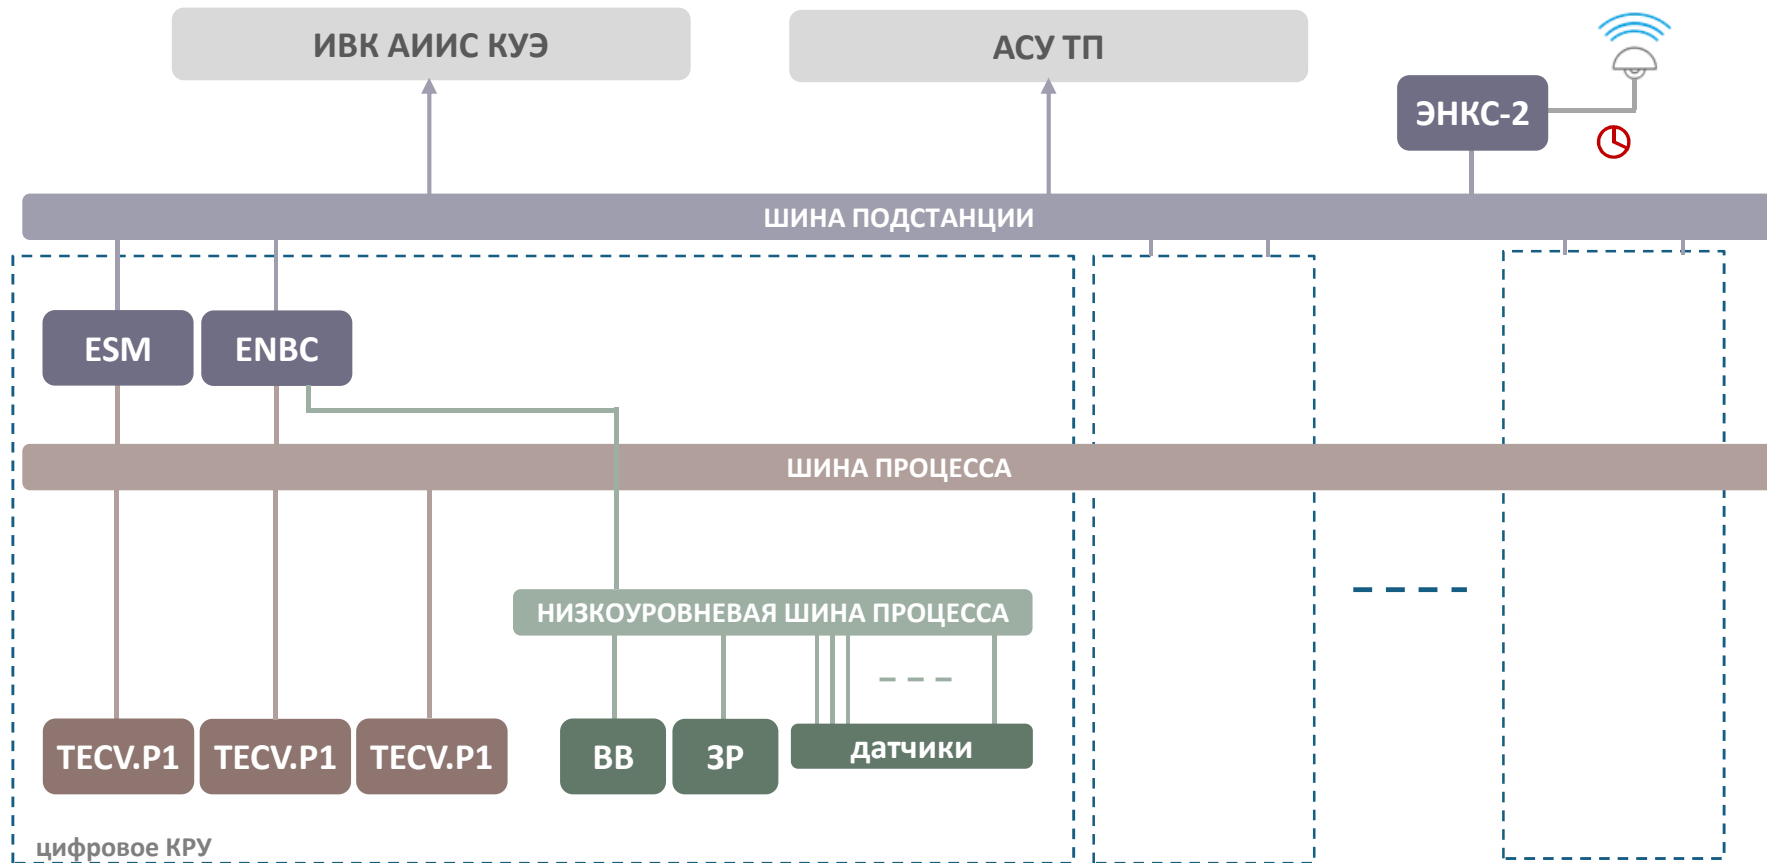 ИВК АИИС КУЭ
АСУ ТП
ЭНКС-2
ШИНА ПОДСТАНЦИИ
ESM
ENBC
ШИНА ПРОЦЕССА
НИЗКОУРОВНЕВАЯ ШИНА ПРОЦЕССА
TECV.P1
TECV.P1
TECV.P1
ВВ
ЗР
датчики
цифровое КРУ